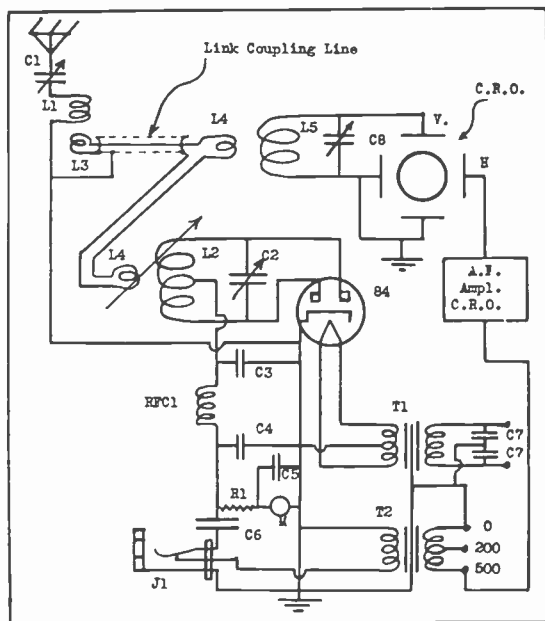 Link Coupling Line
C1
C.R.O.
L1
L4
L5
V.
C8
H
L3
L4
L2
C2
84
A.F.
Ampl.
C.R.O.
C3
RFC1
C4
T1
C7
C5
C7
R1
M
T2
0
C6
200
J1
500